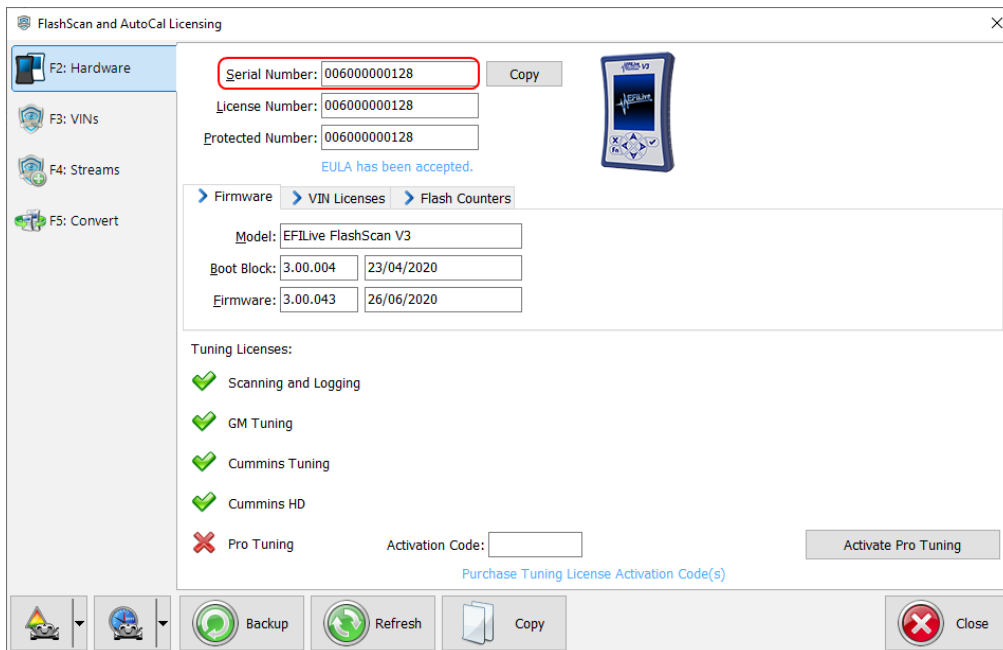 FlashScan and AutoCal Licensing
F2: Hardware
F3: VINs
F4: Streams
F5: Convert
Serial Number: 006000000128 Copy
License Number: 006000000128
Protected Number: 006000000128
EULA has been accepted.
V3
EFILIVE
Fn
Firmware VIN Licenses Flash Counters
Model: EFILive FlashScan V3
Boot Block: 3.00.004 23/04/2020
Firmware: 3.00.043 26/06/2020
Tuning Licenses:
Scanning and Logging
GM Tuning
Cummins Tuning
Cummins HD
Pro Tuning Activation Code: Activate Pro Tuning
Purchase Tuning License Activation Code(s)
Backup Refresh Copy Close